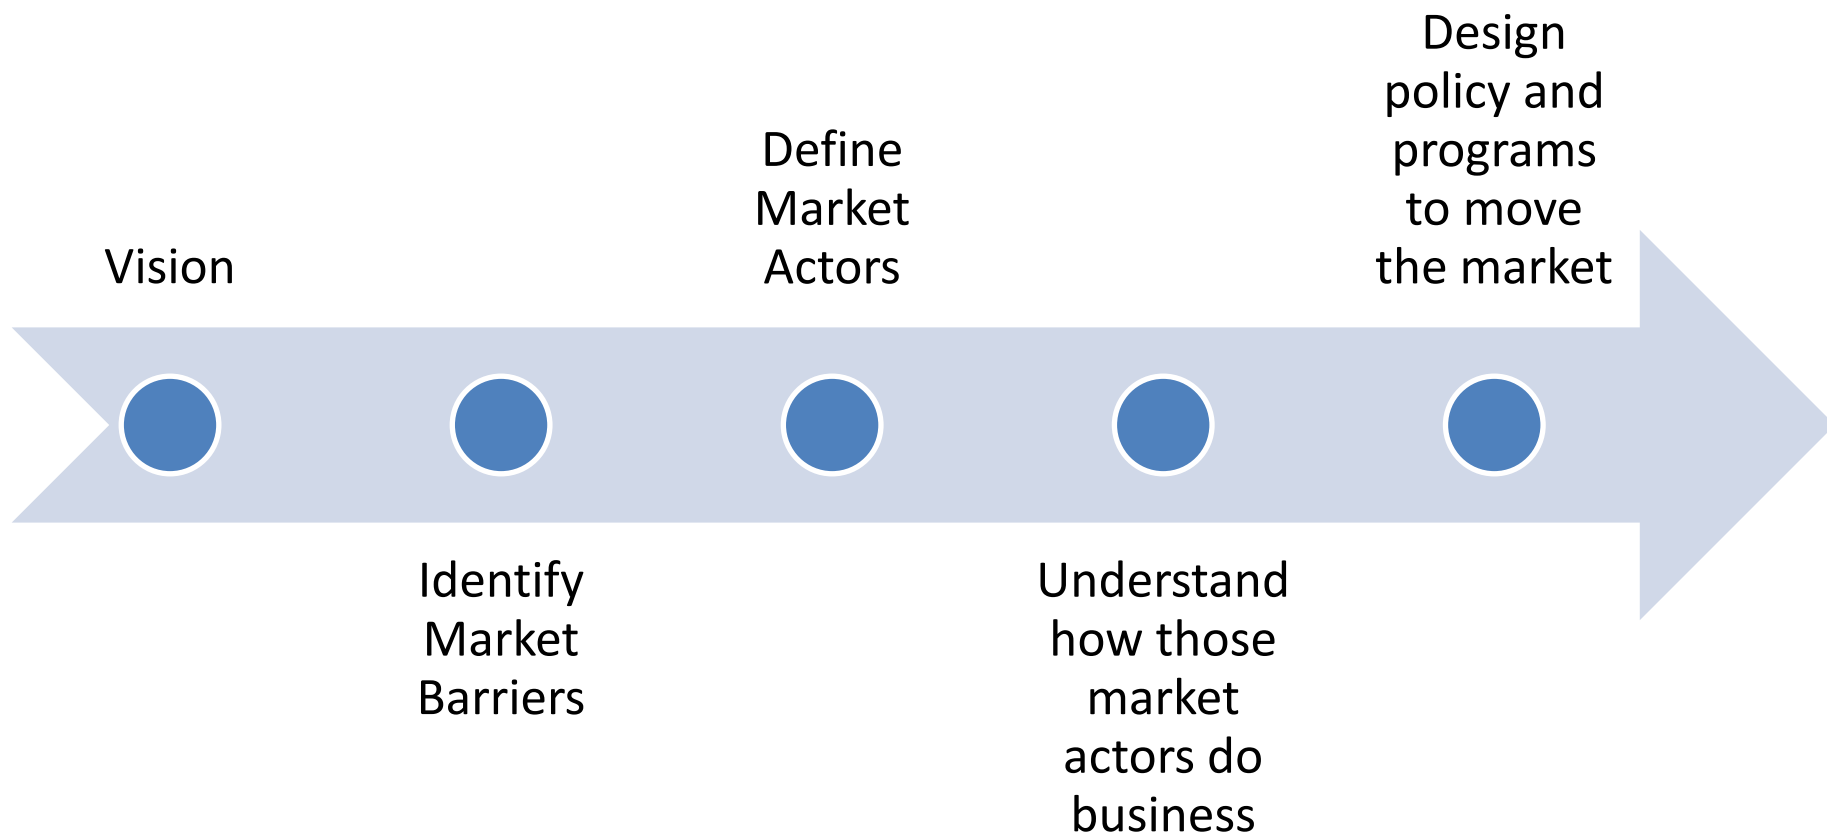 Vision
Identify
Market
Barriers
Define
Market
Actors
Understand
how those
market
actors do
business
Design
policy and
programs
to move
the market